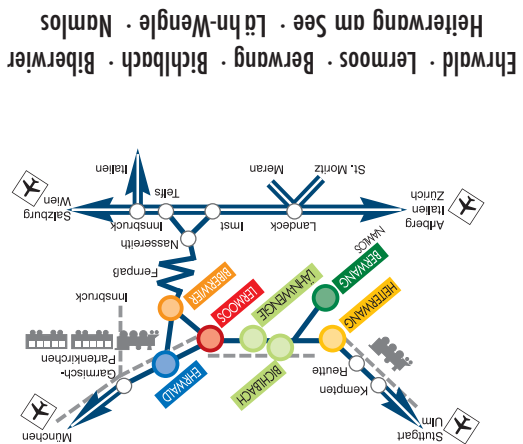 Stuttgart
Ulm
München
Kempten
Reutte
Garmisch-
Partenkirchen
BICHLBACH
EHRWALD
HEITERWANG
LERMOOS
LÄHNWENGLE
BIBERWIER
Innsbruck
BERWANG
NAMLOS
Fernpaß
Nassereith
Arlberg
Italien
Zürich
Landeck
Imst
Innsbruck
Salzburg
Wien
Telfs
St. Moritz
Meran
Italien
Ehrwald · Lermoos · Berwang · Bichlbach · Biberwier
Heiterwang am See · Lähn-Wengle · Namlos